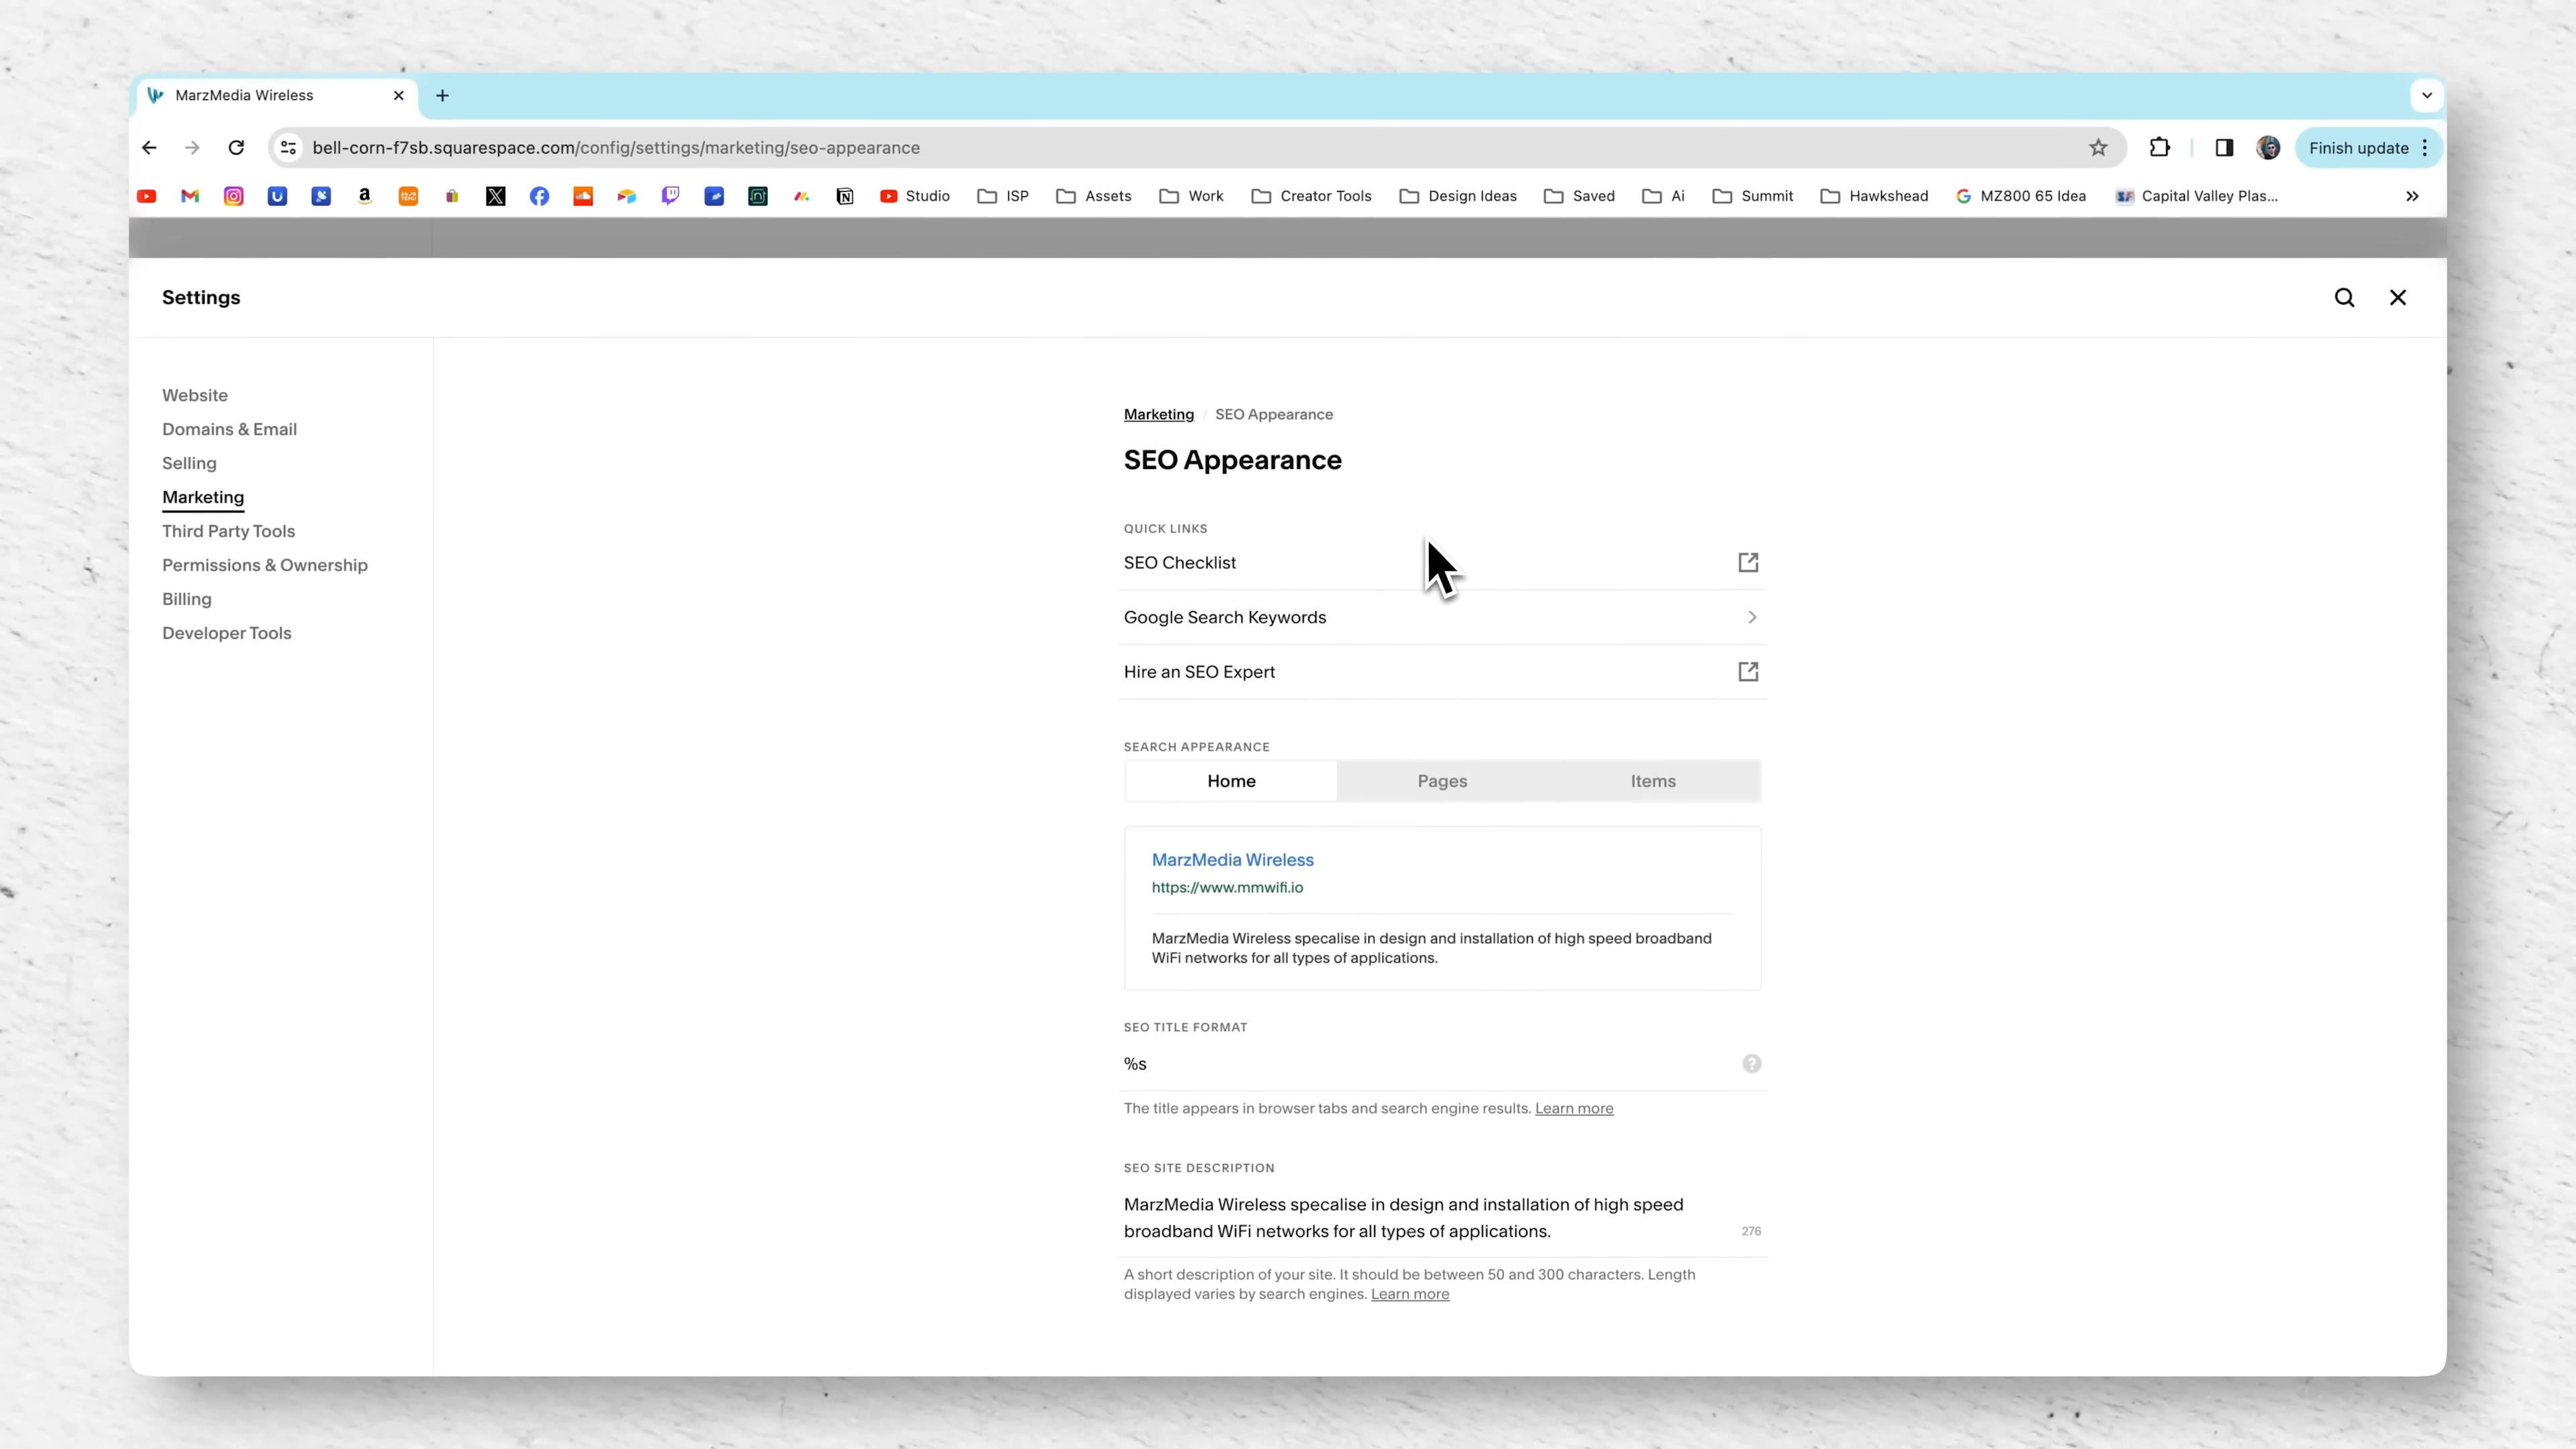 MarzMedia Wireless
bell-corn-f7sb.squarespace.com/config/settings/marketing/seo-appearance
Finish update
Studio ISP Assets Work Creator Tools Design Ideas Saved Ai Summit Hawkshead MZ800 65 Idea Capital Valley Plas...
Settings
Website
Domains & Email
Selling
Marketing
Third Party Tools
Permissions & Ownership
Billing
Developer Tools
Marketing / SEO Appearance
SEO Appearance
QUICK LINKS
SEO Checklist
Google Search Keywords
Hire an SEO Expert
SEARCH APPEARANCE
Home Pages Items
MarzMedia Wireless
https://www.mmwifi.io
MarzMedia Wireless specalise in design and installation of high speed broadband
WiFi networks for all types of applications.
SEO TITLE FORMAT
%s
The title appears in browser tabs and search engine results. Learn more
SEO SITE DESCRIPTION
MarzMedia Wireless specalise in design and installation of high speed
broadband WiFi networks for all types of applications.
276
A short description of your site. It should be between 50 and 300 characters. Length
displayed varies by search engines. Learn more